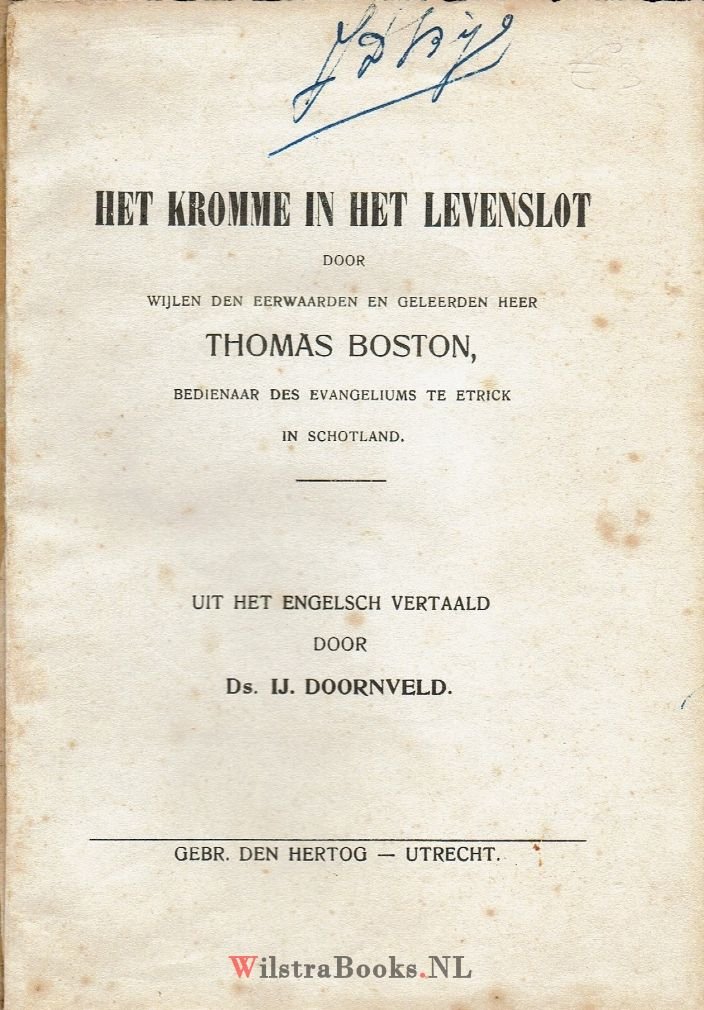 HET KROMME IN HET LEVENSLOT
DOOR
WIJLEN DEN EERWAARDEN EN GELEERDEN HEER
THOMAS BOSTON,
BEDIENAAR DES EVANGELIUMS TE ETRICK
IN SCHOTLAND.
UIT HET ENGELSCH VERTAALD
DOOR
Ds. IJ. DOORNVELD.
GEBR. DEN HERTOG — UTRECHT.
WilstraBooks.NL